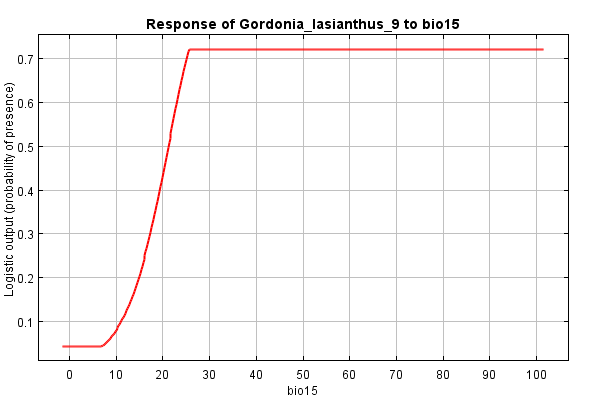 Response of Gordonia_lasianthus_9 to bio15
Logistic output (probability of presence)
0.7
0.6
0.5
0.4
0.3
0.2
0.1
0 10 20 30 40 50 60 70 80 90 100
bio15